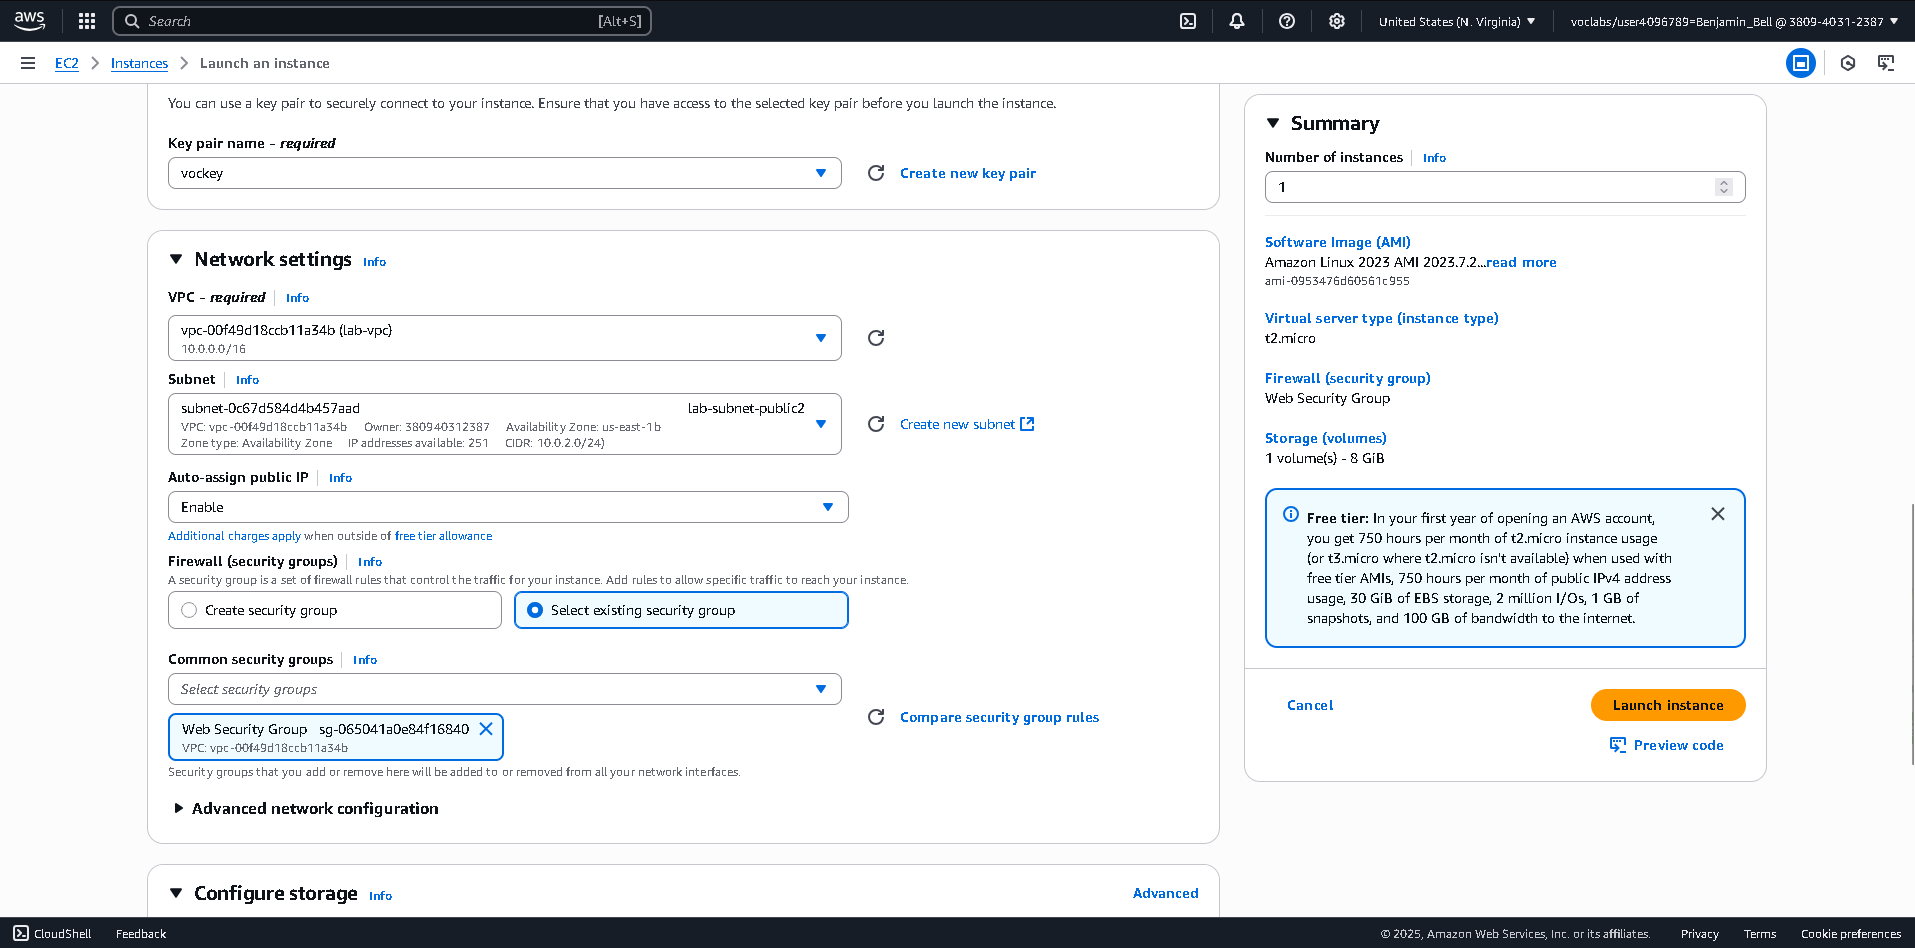 aws
Search
[Alt+S]
United States (N. Virginia)
voclabs/user4096789=Benjamin_Bell @ 3809-4031-2387
EC2
Instances
Launch an instance
You can use a key pair to securely connect to your instance. Ensure that you have access to the selected key pair before you launch the instance.
Key pair name - required
vockey
Create new key pair
Network settings Info
VPC - required Info
vpc-00f49d18ccb11a34b (lab-vpc)
10.0.0.0/16
Subnet Info
subnet-0c67d584d4b457aad lab-subnet-public2
VPC: vpc-00f49d18ccb11a34b Owner: 380940312387 Availability Zone: us-east-1b
Zone type: Availability Zone IP addresses available: 251 CIDR: 10.0.2.0/24)
Create new subnet
Auto-assign public IP Info
Enable
Additional charges apply when outside of free tier allowance
Firewall (security groups) Info
A security group is a set of firewall rules that control the traffic for your instance. Add rules to allow specific traffic to reach your instance.
Create security group
Select existing security group
Common security groups Info
Select security groups
Web Security Group sg-065041a0e84f16840
VPC: vpc-00f49d18ccb11a34b
Compare security group rules
Security groups that you add or remove here will be added to or removed from all your network interfaces.
Advanced network configuration
Configure storage Info
Advanced
Summary
Number of instances Info
1
Software Image (AMI)
Amazon Linux 2023 AMI 2023.7.2...read more
ami-0953476d60561c955
Virtual server type (instance type)
t2.micro
Firewall (security group)
Web Security Group
Storage (volumes)
1 volume(s) - 8 GiB
Free tier: In your first year of opening an AWS account,
you get 750 hours per month of t2.micro instance usage
(or t3.micro where t2.micro isn't available) when used with
free tier AMIs, 750 hours per month of public IPv4 address
usage, 30 GiB of EBS storage, 2 million I/Os, 1 GB of
snapshots, and 100 GB of bandwidth to the internet.
Cancel
Launch instance
Preview code
CloudShell
Feedback
© 2025, Amazon Web Services, Inc. or its affiliates.
Privacy
Terms
Cookie preferences